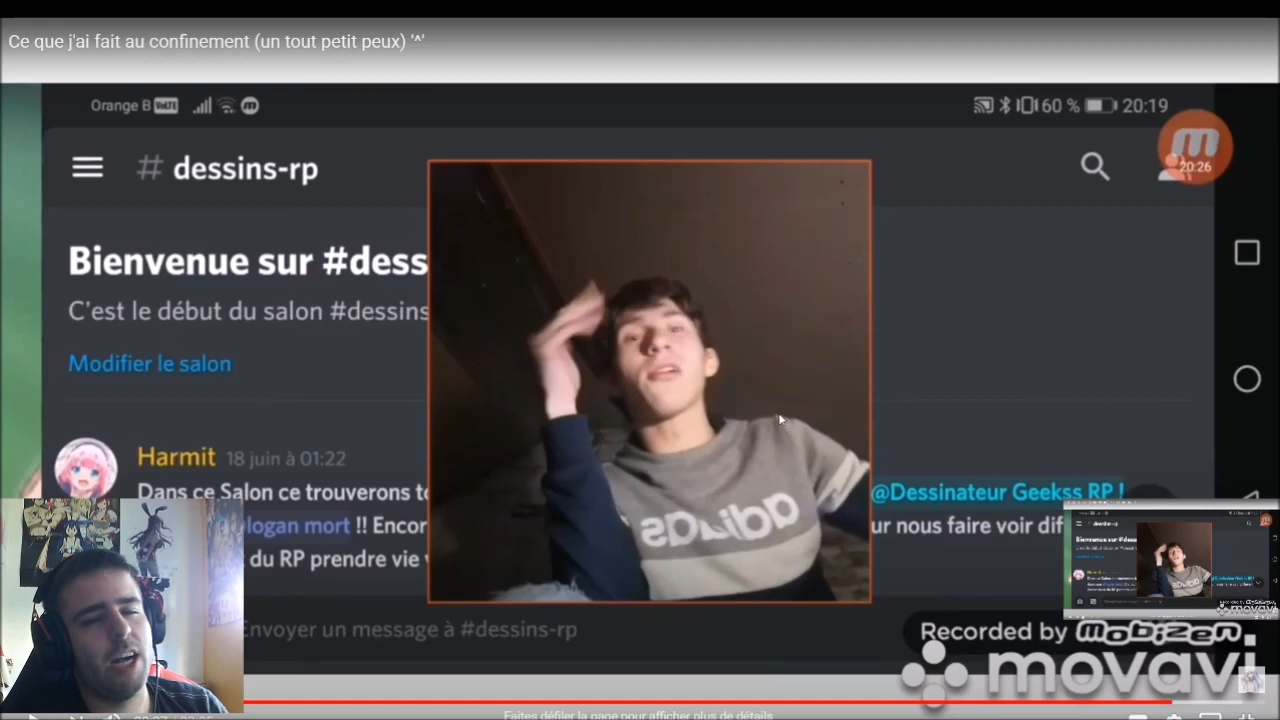 Ce que j'ai fait au confinement (un tout petit peux) '^'
Orange B VoLTE
60 % 20:19
# dessins-rp
20:26
Bienvenue sur #dess
C'est le début du salon #dessins
Modifier le salon
Harmit 18 juin à 01:22
Dans ce Salon ce trouverons to
@Dessinateur Geekss RP !
logan mort !! Encor
ur nous faire voir dif
du RP prendre vie
adidas
Envoyer un message à #dessins-rp
Recorded by mobizen
movavi
Faites défiler la page pour afficher plus de détails